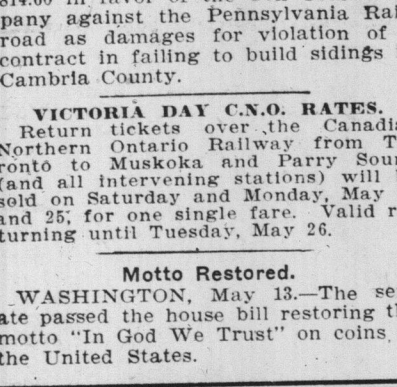 pany against the Pennsylvania Rai
road as damages for violation of
contract in failing to build sidings
Cambria County.
VICTORIA DAY C.N.O. RATES.
Return tickets over the Canadia
Northern Ontario Railway from T
ronto to Muskoka and Parry Soun
(and all intervening stations) will
sold on Saturday and Monday, May
and 25, for one single fare. Valid r
turning until Tuesday, May 26.
Motto Restored.
WASHINGTON, May 13.—The se
ate passed the house bill restoring th
motto "In God We Trust" on coins
the United States.